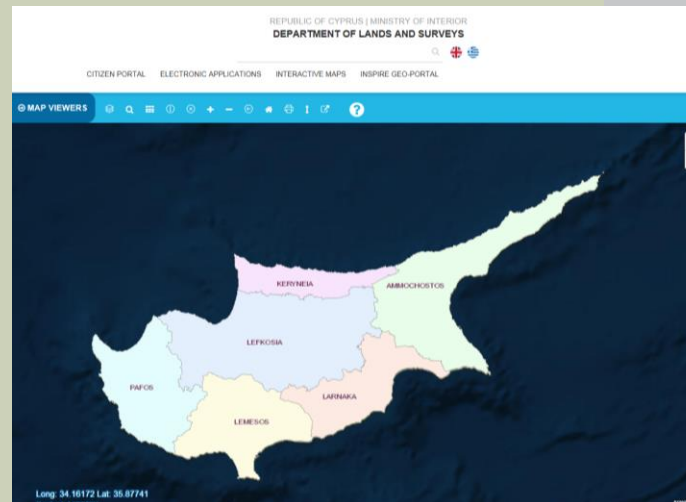 REPUBLIC OF CYPRUS | MINISTRY OF INTERIOR
DEPARTMENT OF LANDS AND SURVEYS
CITIZEN PORTAL ELECTRONIC APPLICATIONS INTERACTIVE MAPS INSPIRE GEO-PORTAL
MAP VIEWERS
KERYNEIA
AMMOCHOSTOS
LEFKOSIA
PAFOS
LARNAKA
LEMESOS
Long: 34.16172 Lat: 35.87741